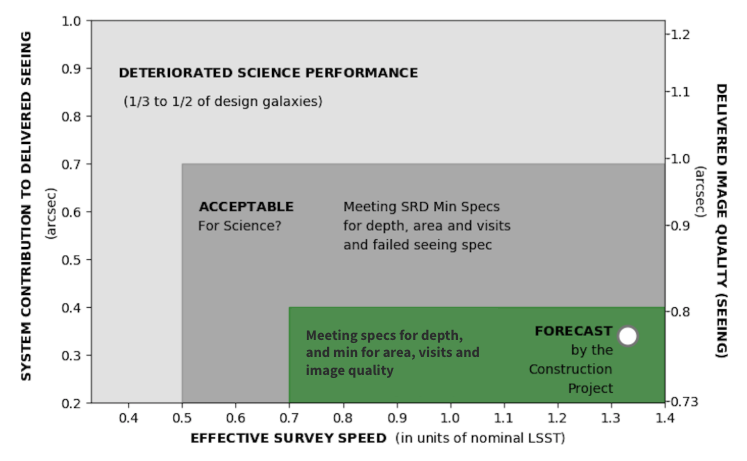 SYSTEM CONTRIBUTION TO DELIVERED SEEING
(arcsec)
1.0
0.9
0.8
0.7
0.6
0.5
0.4
0.3
0.2
DETERIORATED SCIENCE PERFORMANCE
(1/3 to 1/2 of design galaxies)
ACCEPTABLE
For Science?
Meeting SRD Min Specs
for depth, area and visits
and failed seeing spec
Meeting specs for depth,
and min for area, visits and
image quality
FORECAST
by the
Construction
Project
1.2
1.1
1.0
0.9
0.8
0.73
DELIVERED IMAGE QUALITY (SEEING)
(arcsec)
0.4 0.5 0.6 0.7 0.8 0.9 1.0 1.1 1.2 1.3 1.4
EFFECTIVE SURVEY SPEED (in units of nominal LSST)